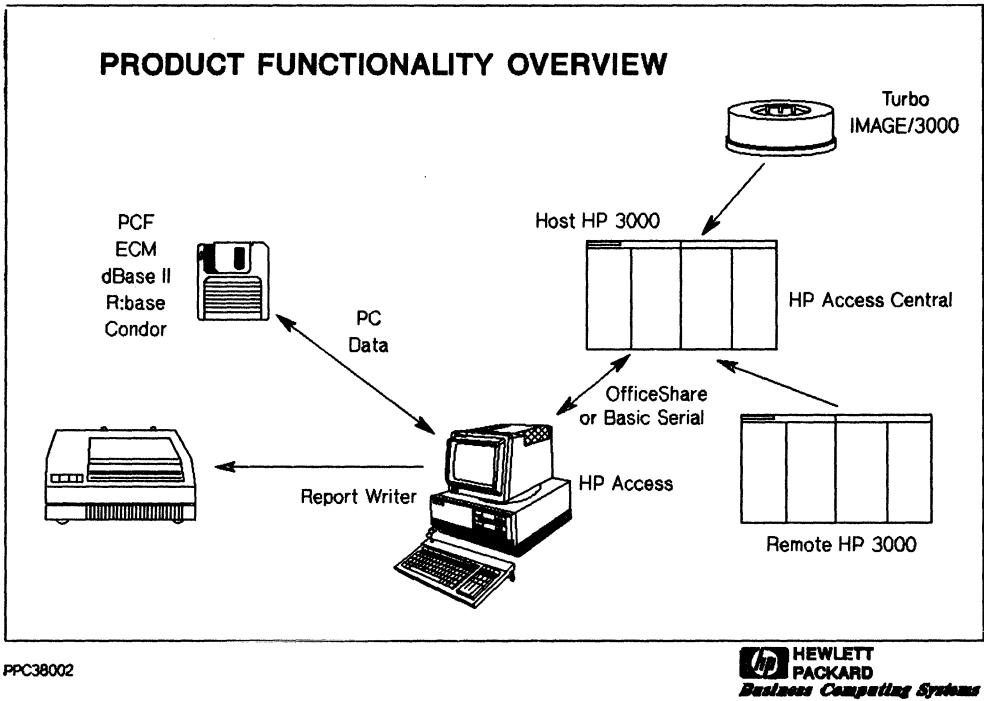 PRODUCT FUNCTIONALITY OVERVIEW
Turbo
IMAGE/3000
Host HP 3000
PCF
ECM
dBase II
R:base
Condor
HP Access Central
PC
Data
OfficeShare
or Basic Serial
Report Writer
HP Access
Remote HP 3000
PPC38002
hp HEWLETT
PACKARD
Business Computing Systems